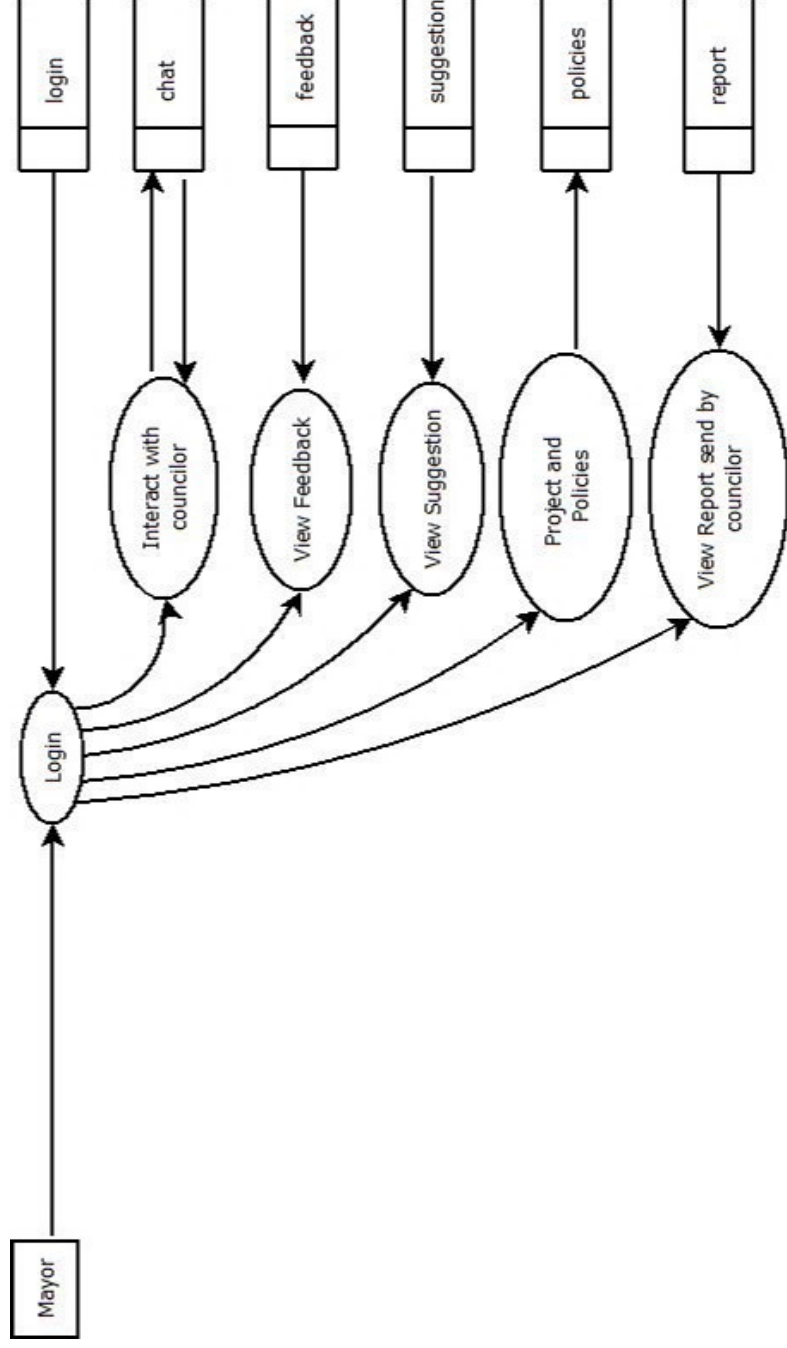 Mayor
Login
login
Interact with
councilor
chat
View Feedback
feedback
View Suggestion
suggestion
Project and
Policies
policies
View Report send by
councilor
report